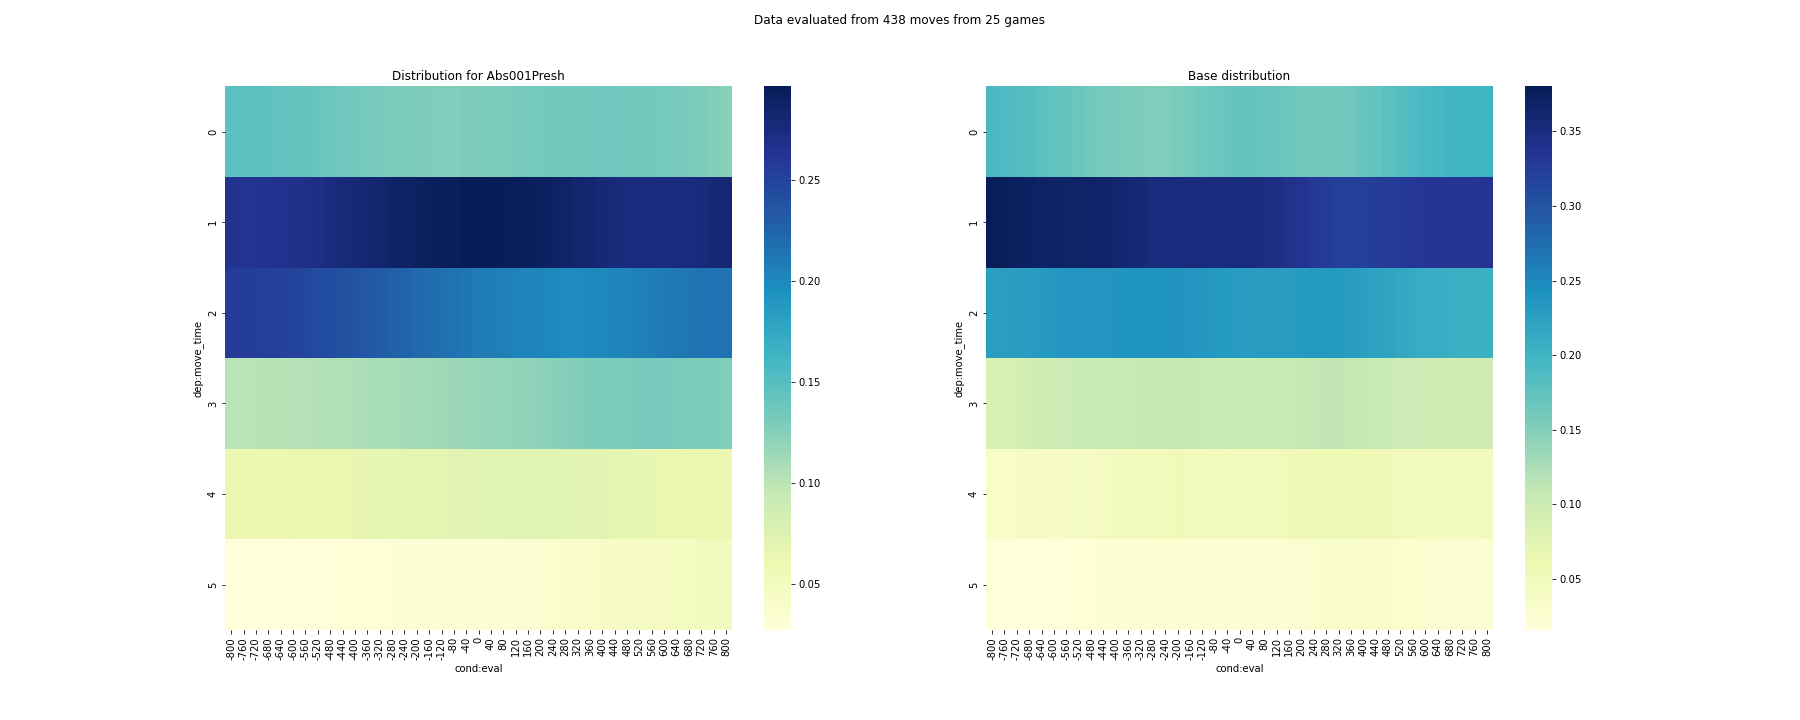 Data evaluated from 438 moves from 25 games
Distribution for Abs001Presh
dep:move_time
0
1
2
3
4
5
-800 -760 -720 -680 -640 -600 -560 -520 -480 -440 -400 -360 -320 -280 -240 -200 -160 -120 -80 -40 0 40 80 120 160 200 240 280 320 360 400 440 480 520 560 600 640 680 720 760 800
cond:eval
0.25
0.20
0.15
0.10
0.05
Base distribution
dep:move_time
0
1
2
3
4
5
-800 -760 -720 -680 -640 -600 -560 -520 -480 -440 -400 -360 -320 -280 -240 -200 -160 -120 -80 -40 0 40 80 120 160 200 240 280 320 360 400 440 480 520 560 600 640 680 720 760 800
cond:eval
0.35
0.30
0.25
0.20
0.15
0.10
0.05